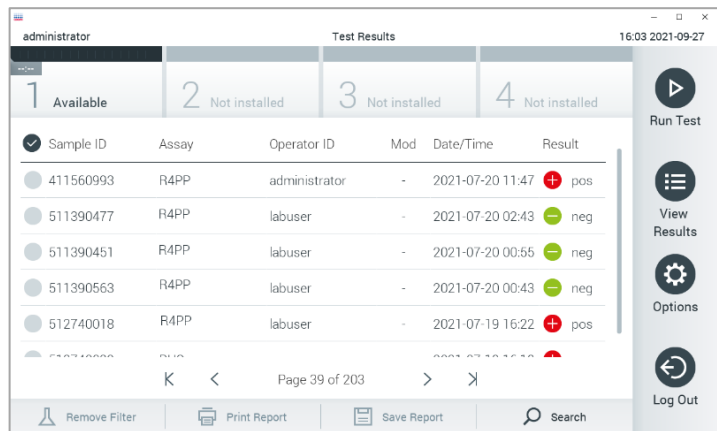 administrator Test Results 16:03 2021-09-27
--:--
1 Available 2 Not installed 3 Not installed 4 Not installed
Run Test
Sample ID Assay Operator ID Mod Date/Time Result
411560993 R4PP administrator - 2021-07-20 11:47 pos
511390477 R4PP labuser - 2021-07-20 02:43 neg
View
Results
511390451 R4PP labuser - 2021-07-20 00:55 neg
511390563 R4PP labuser - 2021-07-20 00:43 neg
Options
512740018 R4PP labuser - 2021-07-19 16:22 pos
Page 39 of 203
Log Out
Remove Filter Print Report Save Report Search